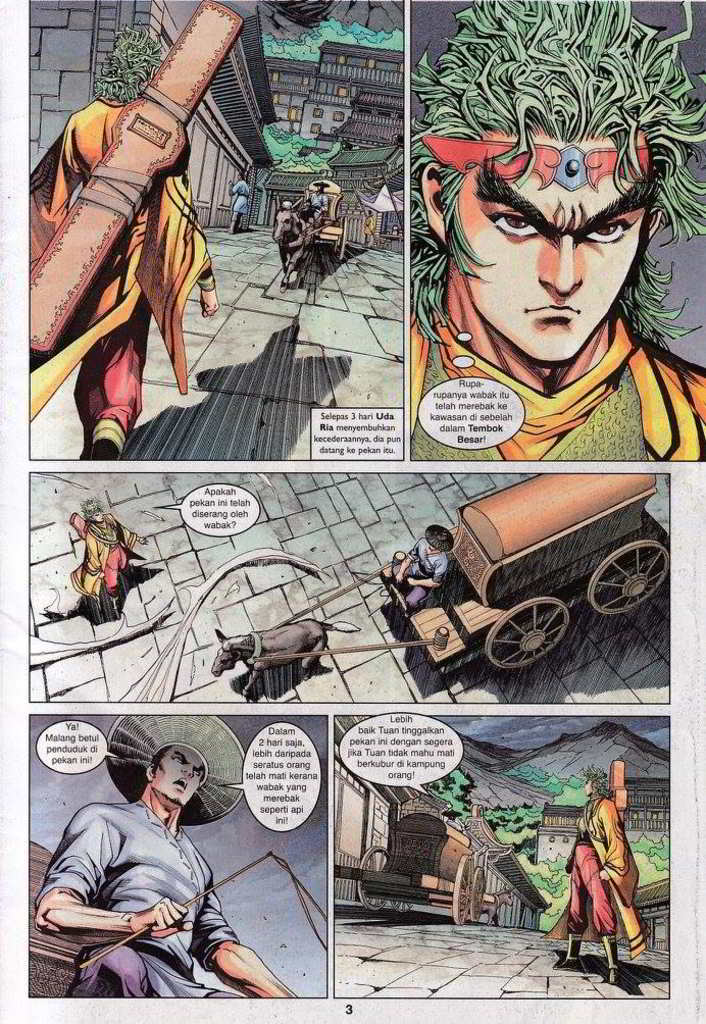 Selepas 3 hari Uda
Ria menyembuhkan
kecederaannya, dia pun
datang ke pekan itu.
Rupa-
rupanya wabak itu
telah merebak ke
kawasan di sebelah
dalam Tembok
Besar!
Apakah
pekan ini telah
diserang oleh
wabak?
Ya!
Malang betul
penduduk di
pekan ini!
Dalam
2 hari saja,
lebih daripada
seratus orang
telah mati kerana
wabak yang
merebak
seperti api
ini!
Lebih
baik Tuan tinggalkan
pekan ini dengan segera
jika Tuan tidak mahu mati
berkubur di kampung
orang!
3